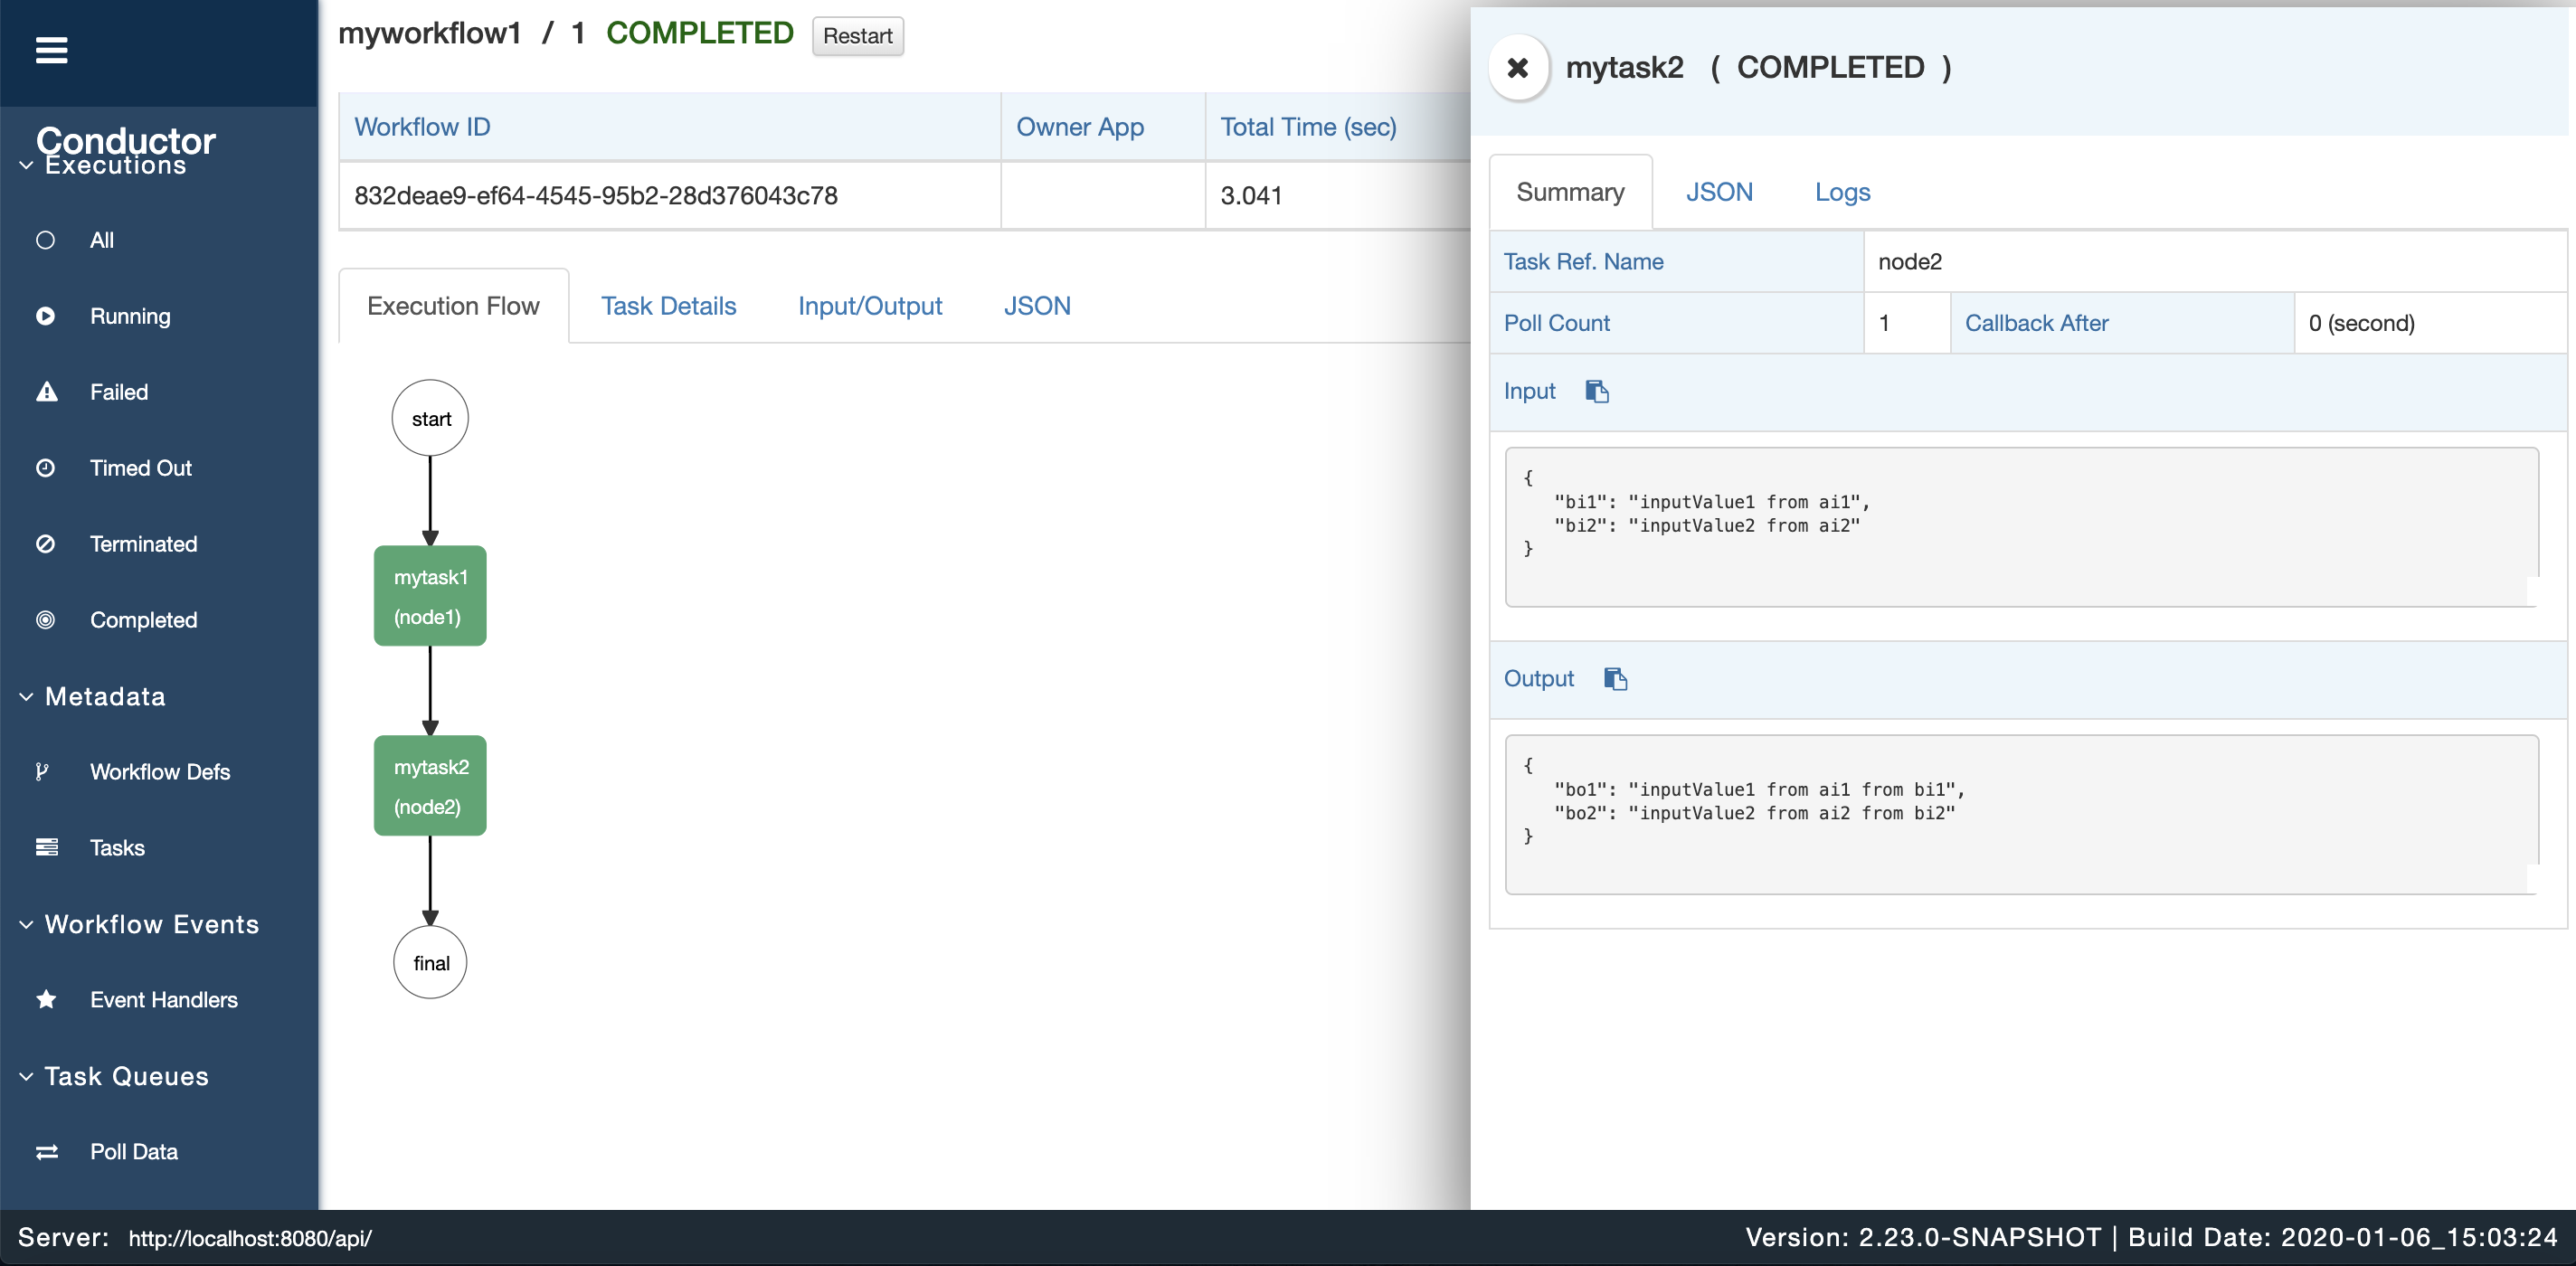 Conductor
Executions
All
Running
Failed
Timed Out
Terminated
Completed
Metadata
Workflow Defs
Tasks
Workflow Events
Event Handlers
Task Queues
Poll Data
myworkflow1 / 1 COMPLETED Restart
Workflow ID Owner App Total Time (sec)
832deae9-ef64-4545-95b2-28d376043c78 3.041
Execution Flow Task Details Input/Output JSON
start
mytask1
(node1)
mytask2
(node2)
final
mytask2 ( COMPLETED )
Summary JSON Logs
Task Ref. Name node2
Poll Count 1 Callback After 0 (second)
Input
{
"bi1": "inputValue1 from ai1",
"bi2": "inputValue2 from ai2"
}
Output
{
"bo1": "inputValue1 from ai1 from bi1",
"bo2": "inputValue2 from ai2 from bi2"
}
Server: http://localhost:8080/api/
Version: 2.23.0-SNAPSHOT | Build Date: 2020-01-06_15:03:24